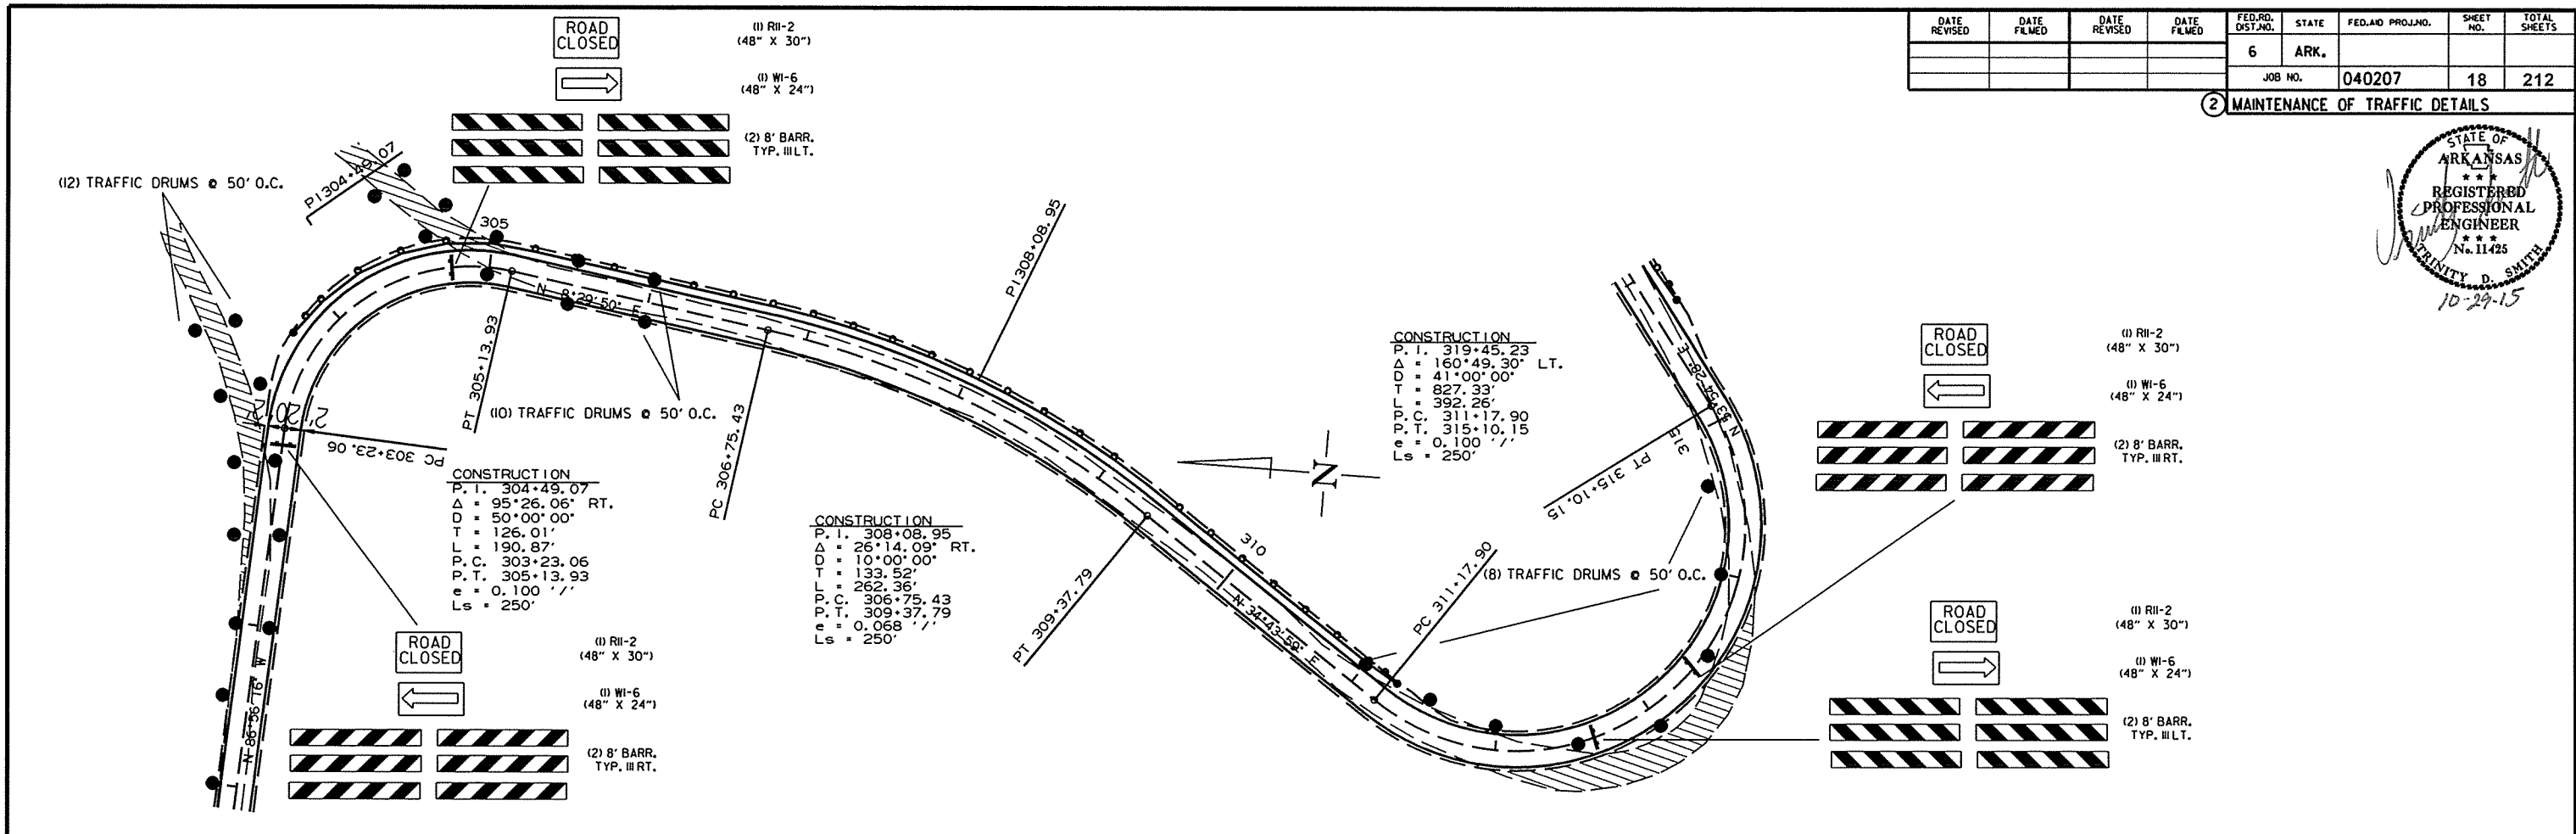 DATE REVISED
DATE FILMED
DATE REVISED
DATE FILMED
FED.RD. DIST.NO.
STATE
FED.AID PROJ.NO.
SHEET NO.
TOTAL SHEETS
6
ARK.
JOB NO.
040207
18
212
2 MAINTENANCE OF TRAFFIC DETAILS
STATE OF
ARKANSAS
★ ★ ★
REGISTERED
PROFESSIONAL
ENGINEER
★ ★ ★
No. 11425
TRINITY D. SMITH
10-29-15
ROAD
CLOSED
(1) R11-2
(48" X 30")
(1) W1-6
(48" X 24")
(2) 8' BARR.
TYP. III LT.
(12) TRAFFIC DRUMS @ 50' O.C.
PI 304+49.07
305
N 8°29'50" E
PT 305+13.93
(10) TRAFFIC DRUMS @ 50' O.C.
PC 306+75.43
PI 308+08.95
2'
20
2'
PC 303+23.06
CONSTRUCTION
P.I. 304+49.07
Δ = 95°26.06" RT.
D = 50°00'00"
T = 126.01'
L = 190.87'
P.C. 303+23.06
P.T. 305+13.93
e = 0.100 '/'
Ls = 250'
N 86°56'16" W
ROAD
CLOSED
(1) R11-2
(48" X 30")
(1) W1-6
(48" X 24")
(2) 8' BARR.
TYP. III RT.
CONSTRUCTION
P.I. 308+08.95
Δ = 26°14.09" RT.
D = 10°00'00"
T = 133.52'
L = 262.36'
P.C. 306+75.43
P.T. 309+37.79
e = 0.068 '/'
Ls = 250'
PT 309+37.79
310
N 34°43'59" E
N
CONSTRUCTION
P.I. 319+45.23
Δ = 160°49.30" LT.
D = 41°00'00"
T = 827.33'
L = 392.26'
P.C. 311+17.90
P.T. 315+10.15
e = 0.100 '/'
Ls = 250'
PC 311+17.90
(8) TRAFFIC DRUMS @ 50' O.C.
PT 315+10.15
315
ROAD
CLOSED
(1) R11-2
(48" X 30")
(1) W1-6
(48" X 24")
(2) 8' BARR.
TYP. III RT.
ROAD
CLOSED
(1) R11-2
(48" X 30")
(1) W1-6
(48" X 24")
(2) 8' BARR.
TYP. III LT.